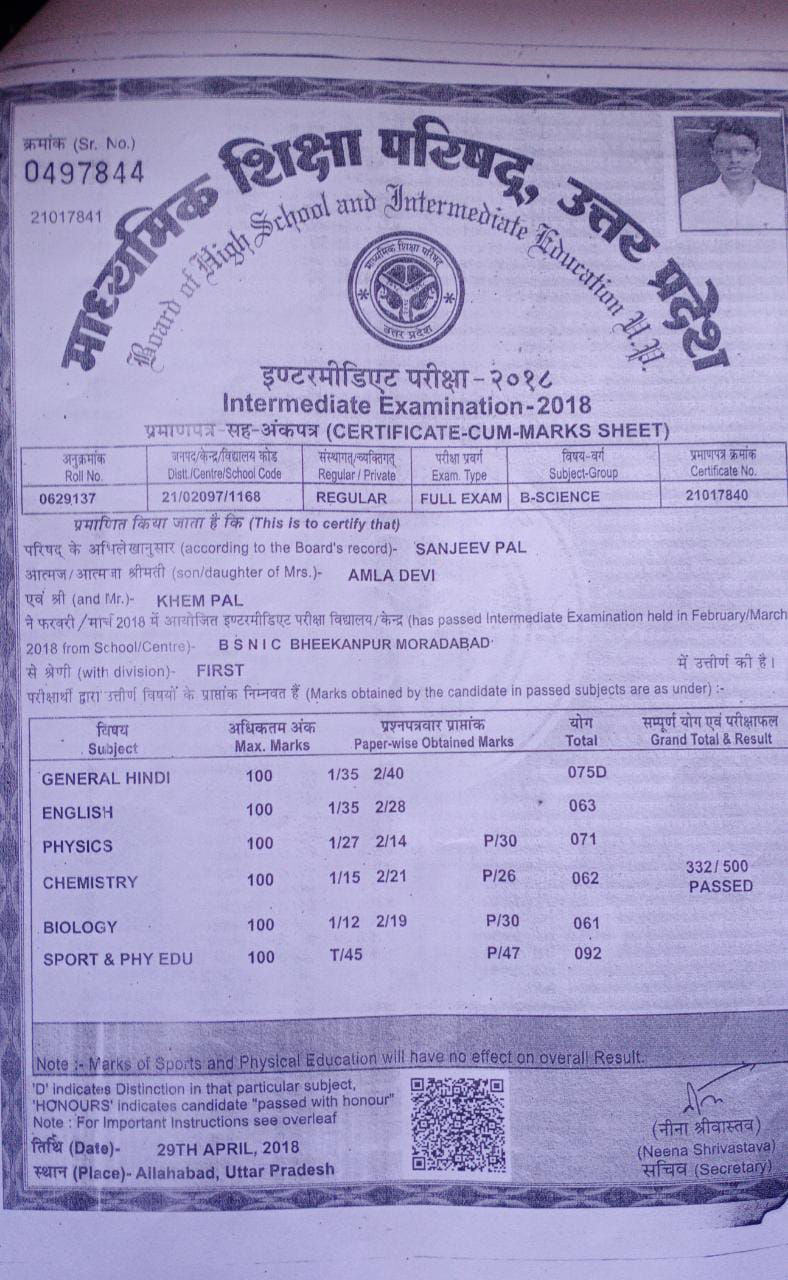 क्रमांक (Sr. No.)
0497844
21017841
माध्यमिक शिक्षा परिषद्, उत्तर प्रदेश
Board of High School and Intermediate Education U.P.
माध्यमिक शिक्षा परिषद्
उत्तर प्रदेश
इण्टरमीडिएट परीक्षा - २०१८
Intermediate Examination-2018
प्रमाणपत्र-सह-अंकपत्र (CERTIFICATE-CUM-MARKS SHEET)
अनुक्रमांक जनपद/केन्द्र/विद्यालय कोड संस्थागत/व्यक्तिगत् परीक्षा प्रवर्ग विषय-वर्ग प्रमाणपत्र क्रमांक
Roll No. Distt./Centre/School Code Regular / Private Exam. Type Subject-Group Certificate No.
0629137 21/02097/1168 REGULAR FULL EXAM B-SCIENCE 21017840
प्रमाणित किया जाता है कि (This is to certify that)
परिषद् के अभिलेखानुसार (according to the Board's record)- SANJEEV PAL
आत्मज/आत्मजा श्रीमती (son/daughter of Mrs.)- AMLA DEVI
एवं श्री (and Mr.)- KHEM PAL
ने फरवरी/मार्च 2018 में आयोजित इण्टरमीडिएट परीक्षा विद्यालय/केन्द्र (has passed Intermediate Examination held in February/March
2018 from School/Centre)- B S N I C BHEEKANPUR MORADABAD
से श्रेणी (with division)- FIRST में उत्तीर्ण की है।
परीक्षार्थी द्वारा उत्तीर्ण विषयों के प्राप्तांक निम्नवत हैं (Marks obtained by the candidate in passed subjects are as under) :-
विषय अधिकतम अंक प्रश्नपत्रवार प्राप्तांक योग सम्पूर्ण योग एवं परीक्षाफल
Subject Max. Marks Paper-wise Obtained Marks Total Grand Total & Result
GENERAL HINDI 100 1/35 2/40 075D
ENGLISH 100 1/35 2/28 063
PHYSICS 100 1/27 2/14 P/30 071
CHEMISTRY 100 1/15 2/21 P/26 062 332/500
PASSED
BIOLOGY 100 1/12 2/19 P/30 061
SPORT & PHY EDU 100 T/45 P/47 092
Note :- Marks of Sports and Physical Education will have no effect on overall Result.
'D' indicates Distinction in that particular subject,
'HONOURS' indicates candidate "passed with honour"
Note : For Important Instructions see overleaf
तिथि (Date)- 29TH APRIL, 2018
स्थान (Place)- Allahabad, Uttar Pradesh
(नीना श्रीवास्तव)
(Neena Shrivastava)
सचिव (Secretary)